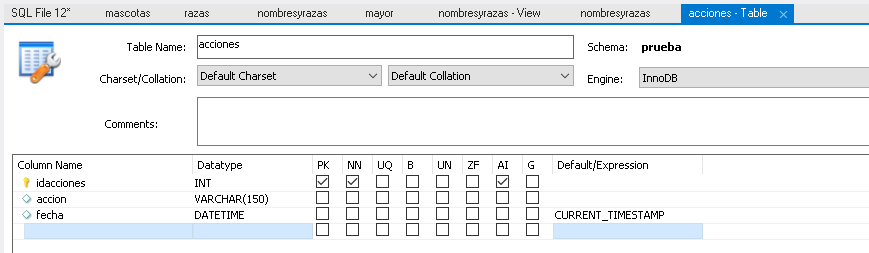 SQL File 12* mascotas razas nombresyrazas mayor nombresyrazas - View nombresyrazas acciones - Table ×
Table Name: acciones Schema: prueba
Charset/Collation: Default Charset Default Collation Engine: InnoDB
Comments:
Column Name Datatype PK NN UQ B UN ZF AI G Default/Expression
idacciones INT
accion VARCHAR(150)
fecha DATETIME CURRENT_TIMESTAMP